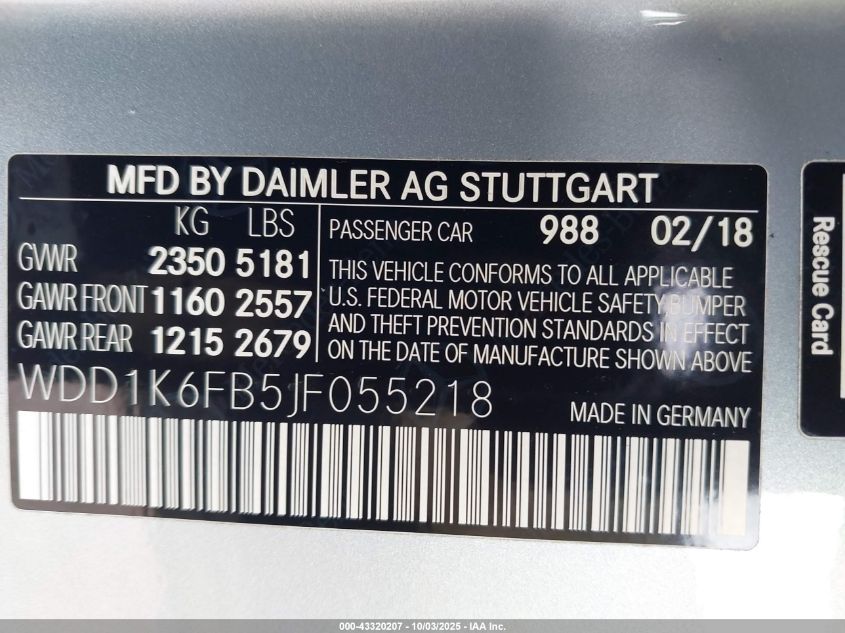 MFD BY DAIMLER AG STUTTGART
KG LBS
GVWR 2350 5181
GAWR FRONT 1160 2557
GAWR REAR 1215 2679
PASSENGER CAR 988 02/18
THIS VEHICLE CONFORMS TO ALL APPLICABLE
U.S. FEDERAL MOTOR VEHICLE SAFETY,BUMPER
AND THEFT PREVENTION STANDARDS IN EFFECT
ON THE DATE OF MANUFACTURE SHOWN ABOVE
WDD1K6FB5JF055218
MADE IN GERMANY
Rescue Card
000-43320207 - 10/03/2025 - IAA Inc.